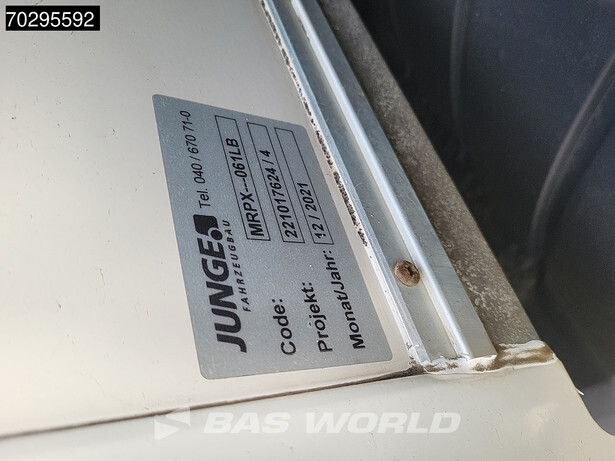 70295592
JUNGE
FAHRZEUGBAU
Tel. 040 / 670 71-0
Code: MRPX---061LB
Projekt: 221017624 / 4
Monat/Jahr: 12 / 2021
BAS WORLD